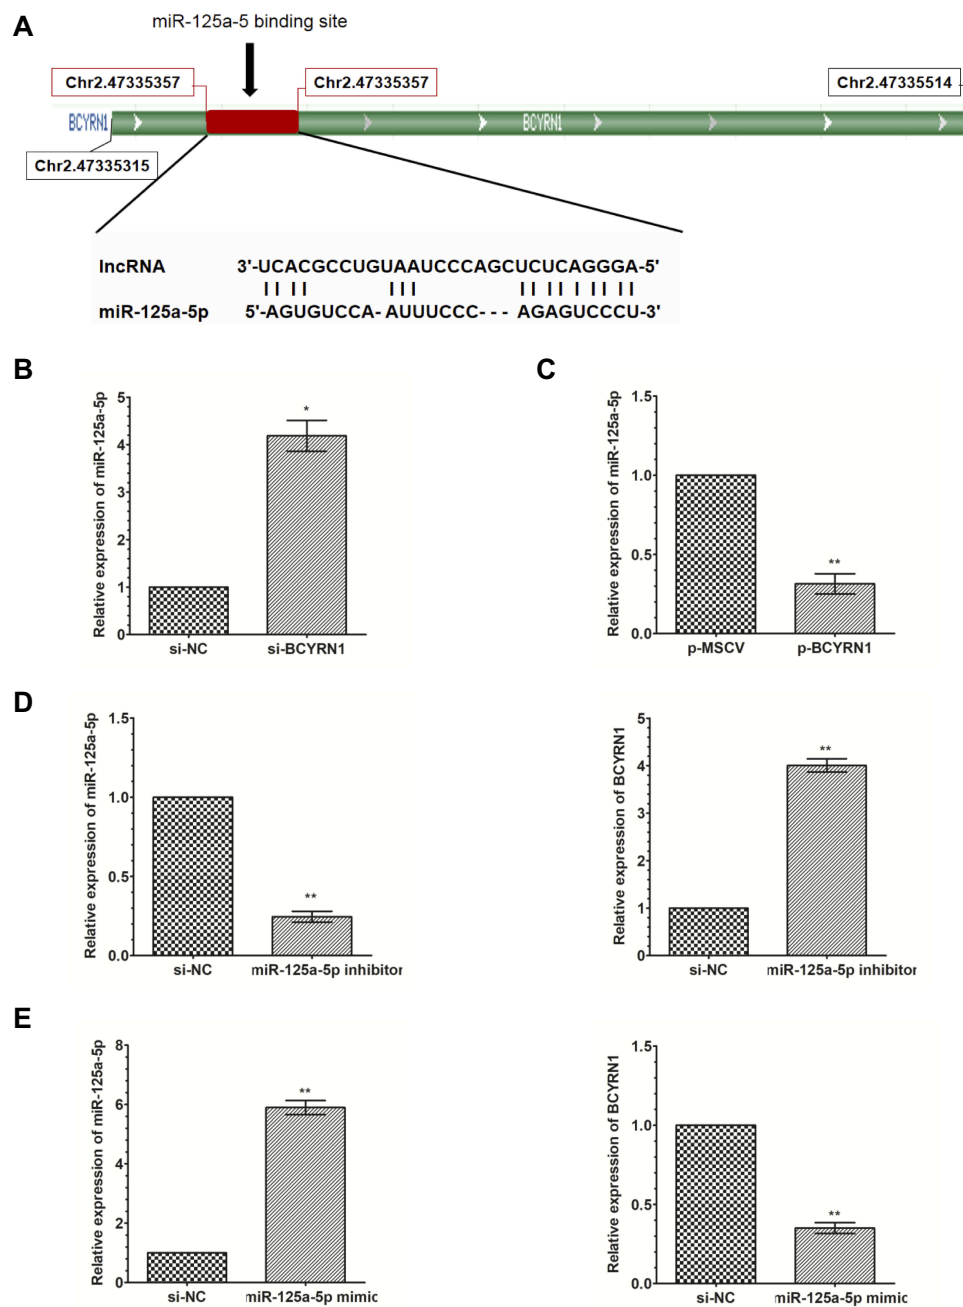 A
miR-125a-5 binding site
Chr2.47335357
Chr2.47335357
Chr2.47335514
BCYRN1
BCYRN1
Chr2.47335315
lncRNA 3'-UCACGCCUGUAAUCCCAGCUCUCAGGGA-5'
miR-125a-5p 5'-AGUGUCCA-AUUUCCC--- AGAGUCCCU-3'
B
Relative expression of miR-125a-5p
5
4
2
1
0
*
si-NC
si-BCYRN1
C
Relative expression of miR-125a-5p
1.5
1.0
0.5
0.0
**
p-MSCV
p-BCYRN1
D
Relative expression of miR-125a-5p
1.5
1.0
0.5
0.0
**
si-NC
miR-125a-5p inhibitor
Relative expression of BCYRN1
5
4
2
1
0
**
si-NC
miR-125a-5p inhibitor
E
Relative expression of miR-125a-5p
8
6
4
2
0
**
si-NC
miR-125a-5p mimic
Relative expression of BCYRN1
1.5
1.0
0.5
0.0
**
si-NC
miR-125a-5p mimic